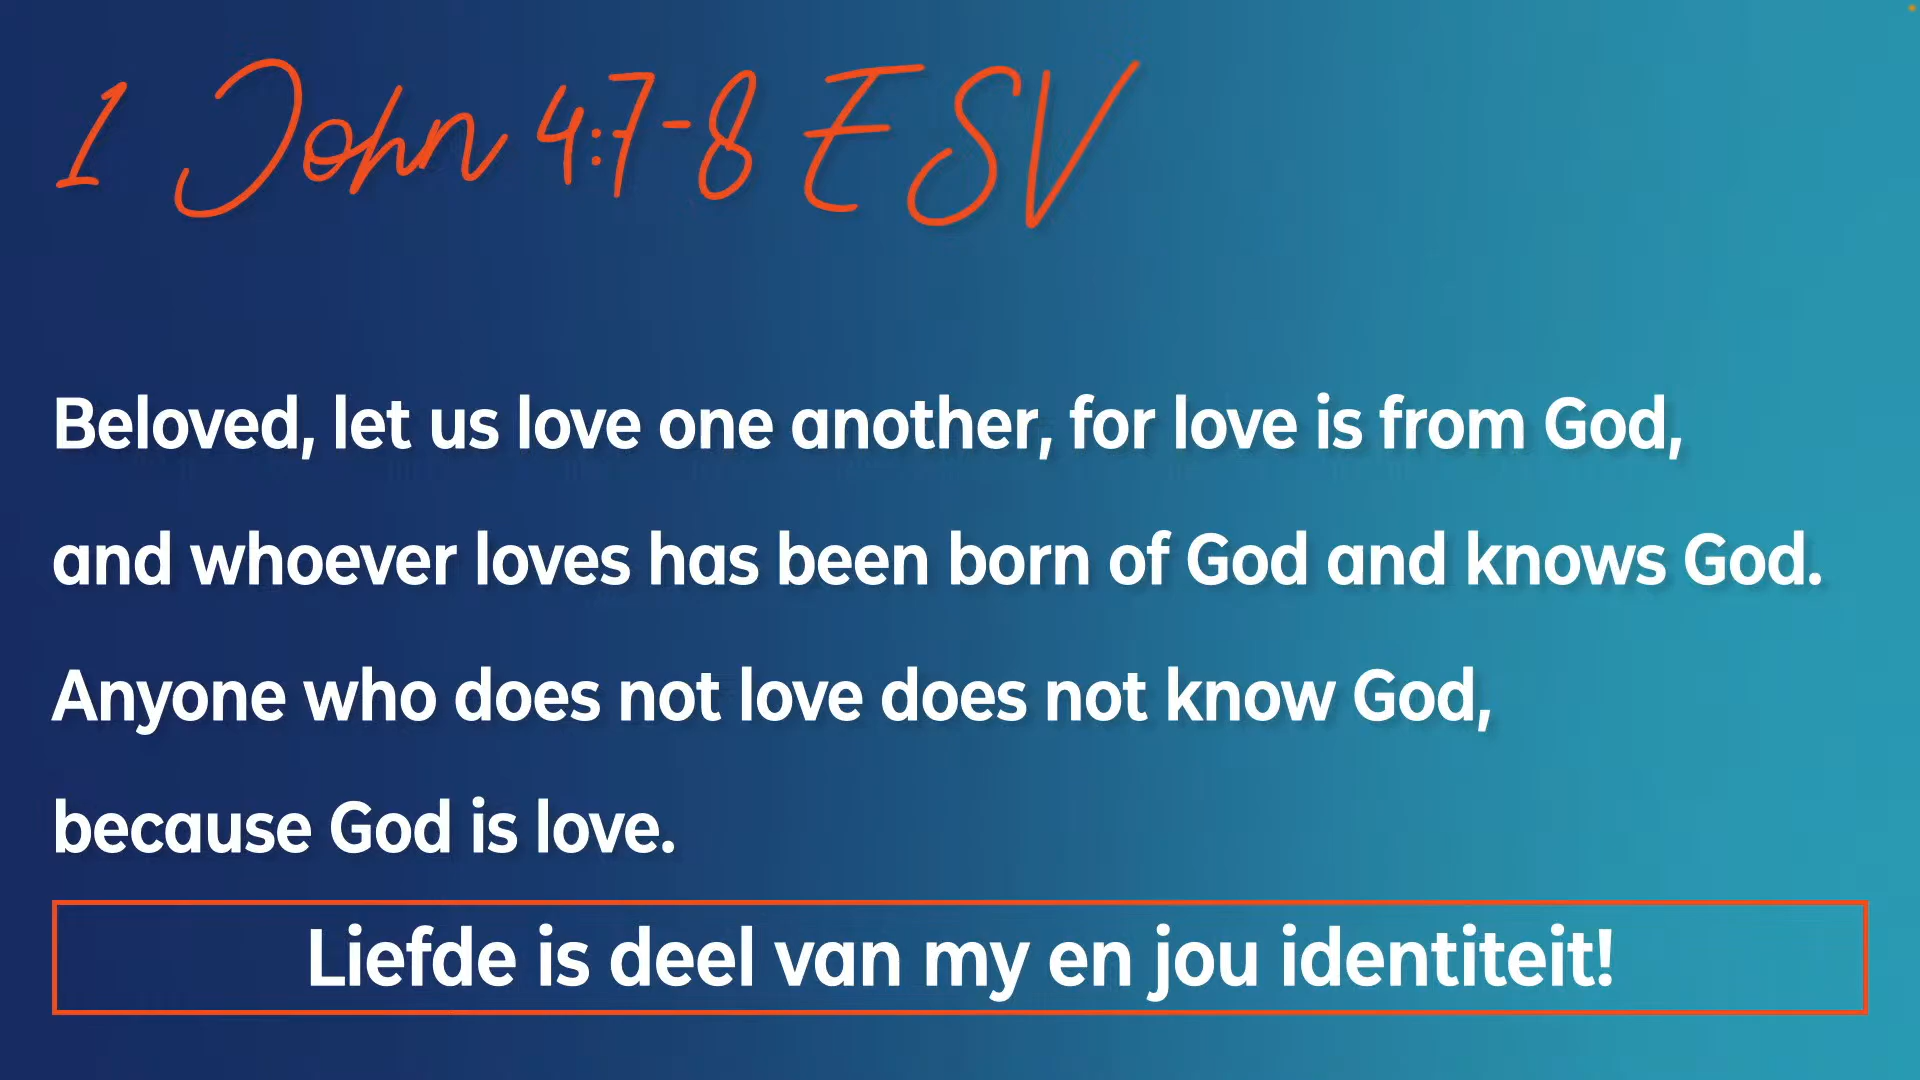 1 John 4:7-8 ESV
Beloved, let us love one another, for love is from God,
and whoever loves has been born of God and knows God.
Anyone who does not love does not know God,
because God is love.
Liefde is deel van my en jou identiteit!